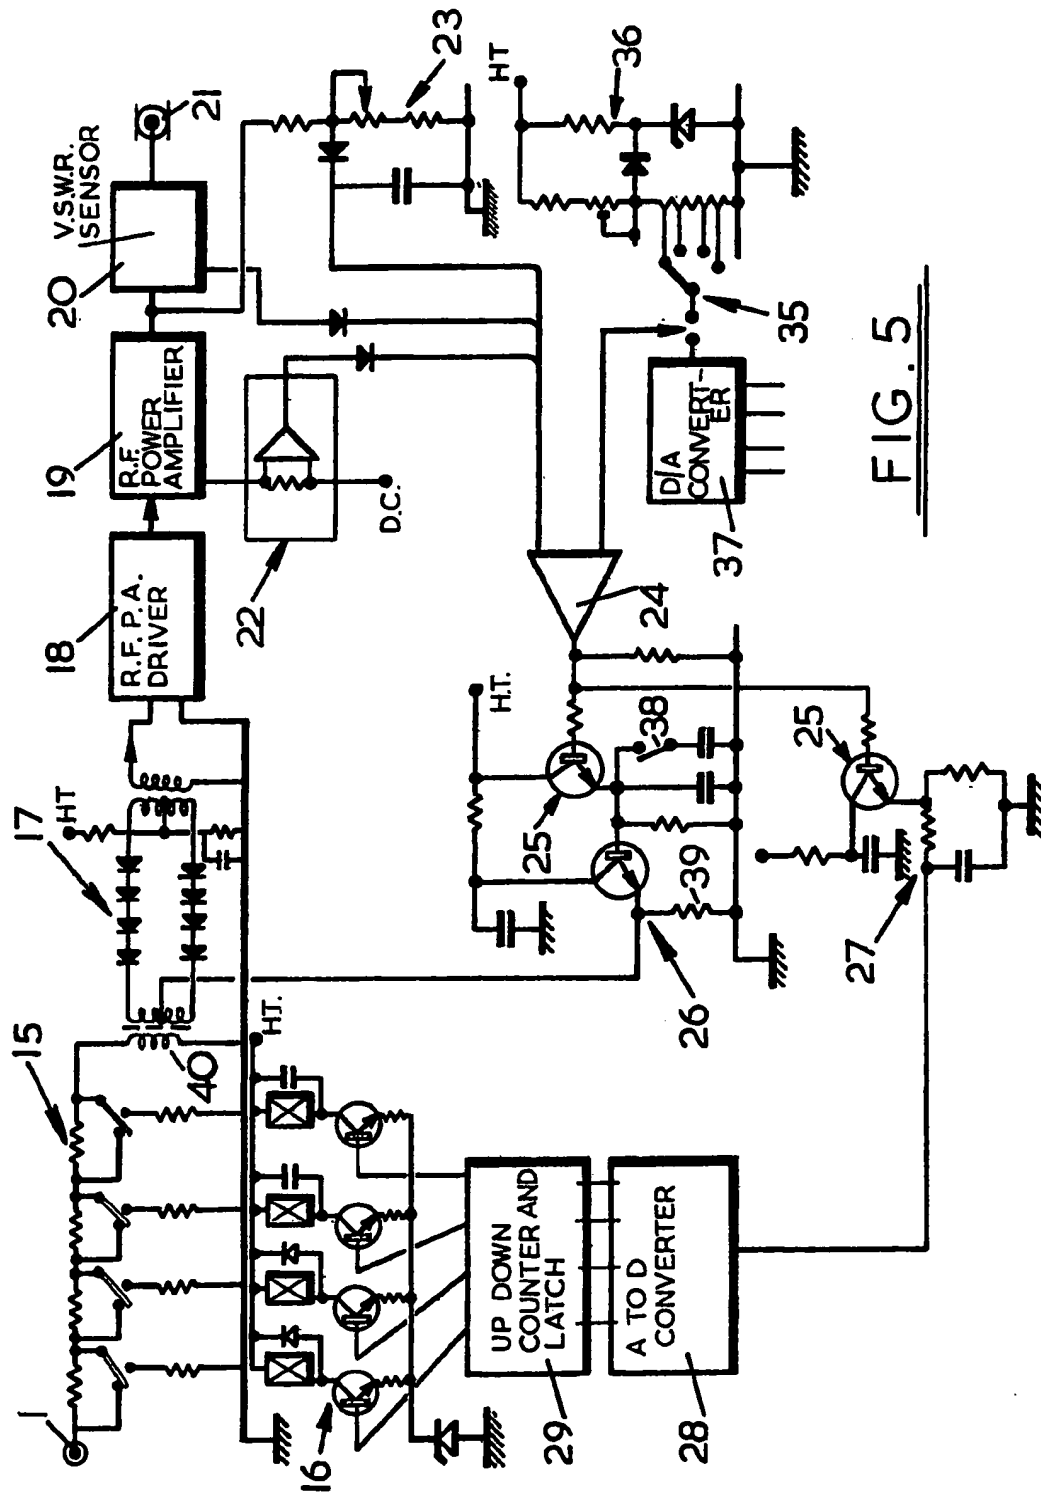 1
15
40
17
HT
18
R.F. P.A.
DRIVER
19
R.F.
POWER
AMPLIFIER
20
V.S.W.R.
SENSOR
21
22
D.C.
23
HT
36
35
37
D/A
CONVERT-
ER
24
H.T.
25
38
39
26
25
27
H.T.
16
29
UP DOWN
COUNTER AND
LATCH
28
A TO D
CONVERTER
FIG. 5